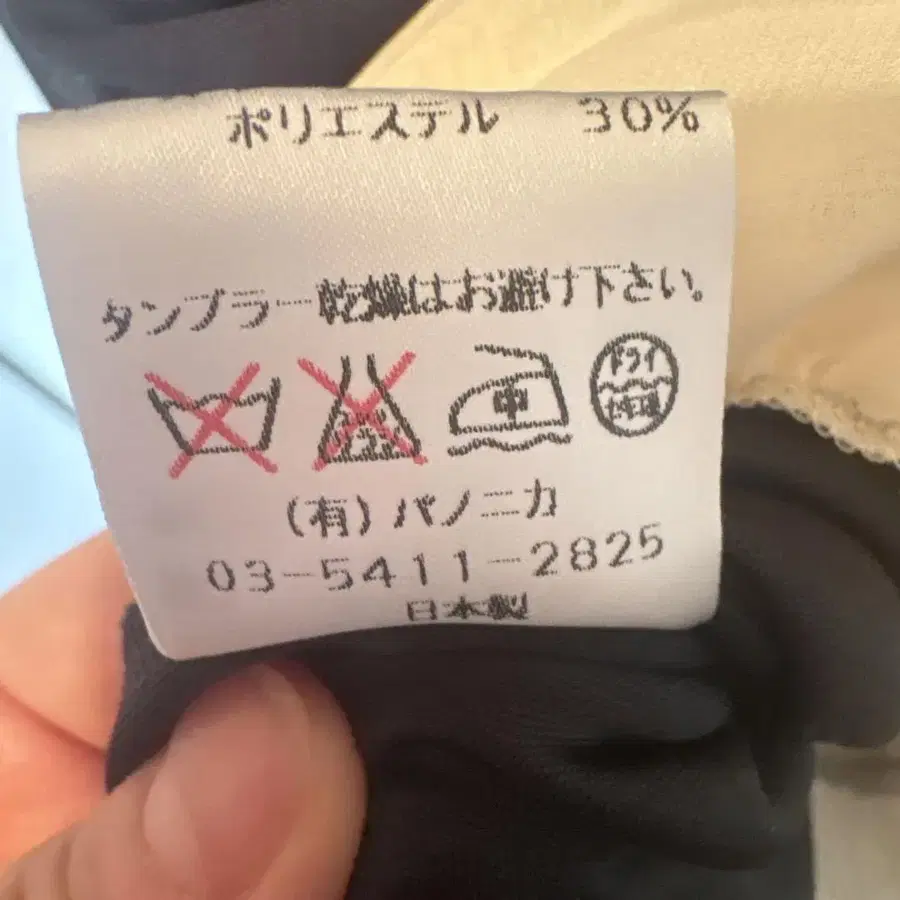 ポリエステル 30%
タンブラー乾燥はお避け下さい。
中 ドライ
(有)パノニカ
03-5411-2825
日本製